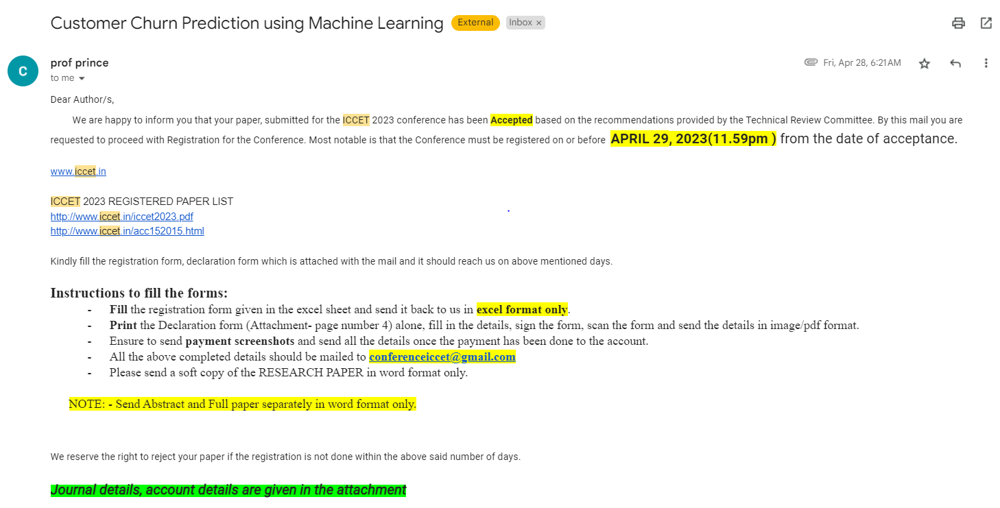 Customer Churn Prediction using Machine Learning External Inbox ×
C prof prince Fri, Apr 28, 6:21 AM
to me
Dear Author/s,
We are happy to inform you that your paper, submitted for the ICCET 2023 conference has been Accepted based on the recommendations provided by the Technical Review Committee. By this mail you are
requested to proceed with Registration for the Conference. Most notable is that the Conference must be registered on or before APRIL 29, 2023(11.59pm ) from the date of acceptance.
www.iccet.in
ICCET 2023 REGISTERED PAPER LIST
http://www.iccet.in/iccet2023.pdf
http://www.iccet.in/acc152015.html
Kindly fill the registration form, declaration form which is attached with the mail and it should reach us on above mentioned days.
Instructions to fill the forms:
- Fill the registration form given in the excel sheet and send it back to us in excel format only.
- Print the Declaration form (Attachment- page number 4) alone, fill in the details, sign the form, scan the form and send the details in image/pdf format.
- Ensure to send payment screenshots and send all the details once the payment has been done to the account.
- All the above completed details should be mailed to conferenceiccet@gmail.com
- Please send a soft copy of the RESEARCH PAPER in word format only.
NOTE: - Send Abstract and Full paper separately in word format only.
We reserve the right to reject your paper if the registration is not done within the above said number of days.
Journal details, account details are given in the attachment